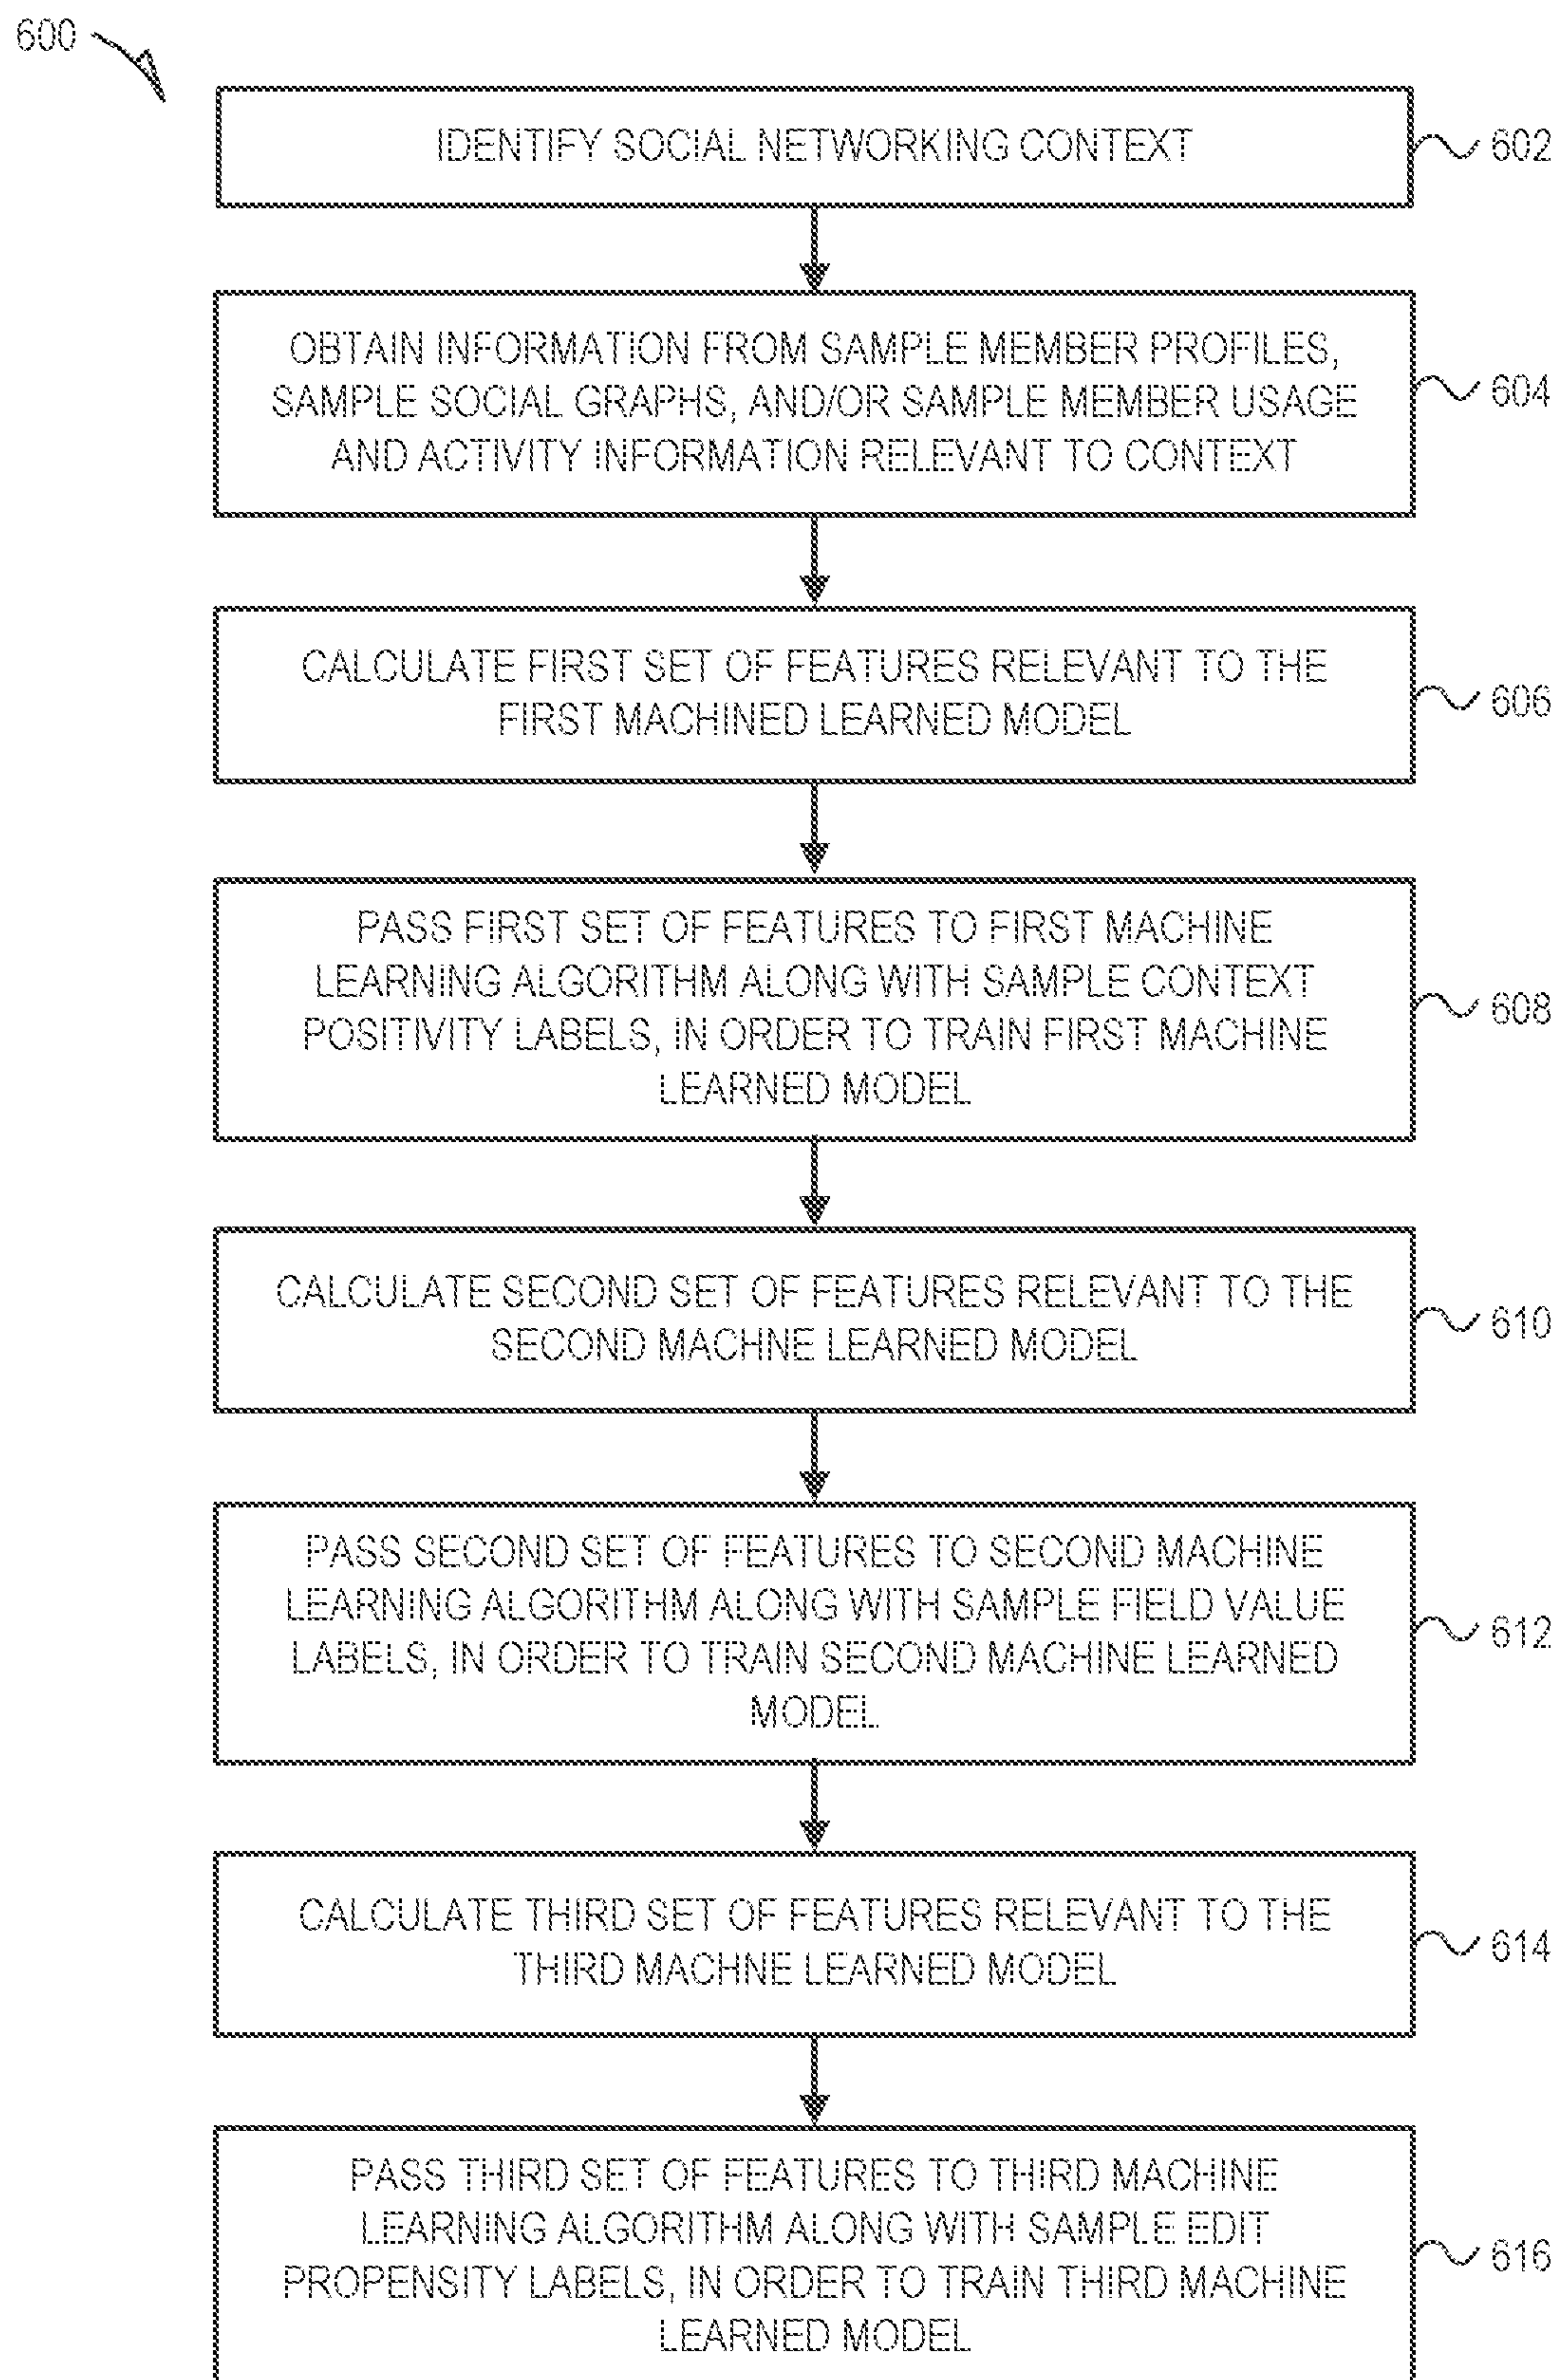 600
IDENTIFY SOCIAL NETWORKING CONTEXT
602
OBTAIN INFORMATION FROM SAMPLE MEMBER PROFILES,
SAMPLE SOCIAL GRAPHS, AND/OR SAMPLE MEMBER USAGE
AND ACTIVITY INFORMATION RELEVANT TO CONTEXT
604
CALCULATE FIRST SET OF FEATURES RELEVANT TO THE
FIRST MACHINED LEARNED MODEL
606
PASS FIRST SET OF FEATURES TO FIRST MACHINE
LEARNING ALGORITHM ALONG WITH SAMPLE CONTEXT
POSITIVITY LABELS, IN ORDER TO TRAIN FIRST MACHINE
LEARNED MODEL
608
CALCULATE SECOND SET OF FEATURES RELEVANT TO THE
SECOND MACHNE LEARNED MODEL
610
PASS SECOND SET OF FEATURES TO SECOND MACHINE
LEARNING ALGORITHM ALONG WITH SAMPLE FIELD VALUE
LABELS, IN ORDER TO TRAIN SECOND MACHINE LEARNED
MODEL
612
CALCULATE THIRD SET OF FEATURES RELEVANT TO THE
THIRD MACHNE LEARNED MODEL
614
PASS THIRD SET OF FEATURES TO THIRD MACHINE
LEARNING ALGORITHM ALONG WITH SAMPLE EDIT
PROPENSITY LABELS, IN ORDER TO TRAIN THIRD MACHINE
LEARNED MODEL
616